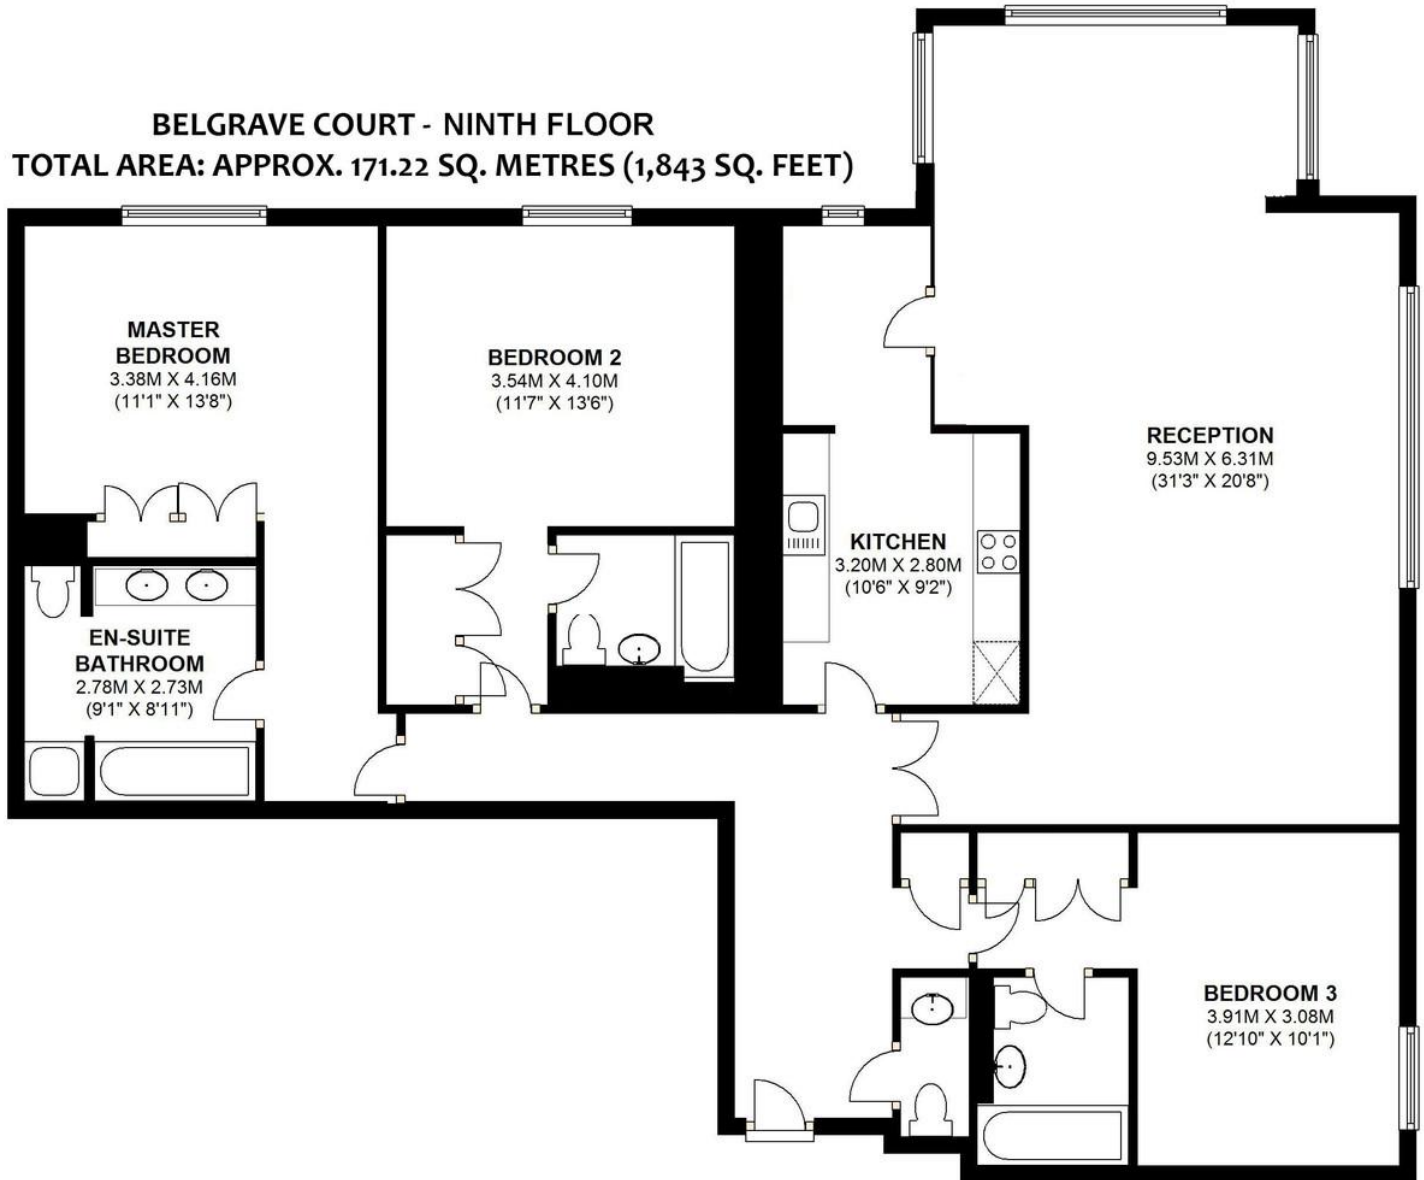 BELGRAVE COURT - NINTH FLOOR
TOTAL AREA: APPROX. 171.22 SQ. METRES (1,843 SQ. FEET)
MASTER
BEDROOM
3.38M X 4.16M
(11'1" X 13'8")
BEDROOM 2
3.54M X 4.10M
(11'7" X 13'6")
RECEPTION
9.53M X 6.31M
(31'3" X 20'8")
KITCHEN
3.20M X 2.80M
(10'6" X 9'2")
EN-SUITE
BATHROOM
2.78M X 2.73M
(9'1" X 8'11")
BEDROOM 3
3.91M X 3.08M
(12'10" X 10'1")